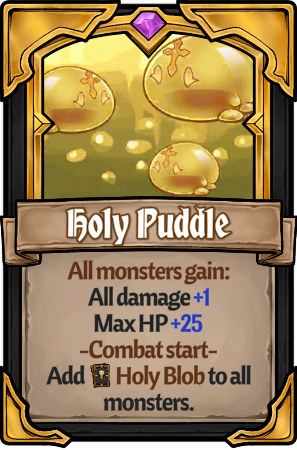 Holy Puddle
All monsters gain:
All damage +1
Max HP +25
-Combat start-
Add Holy Blob to all
monsters.